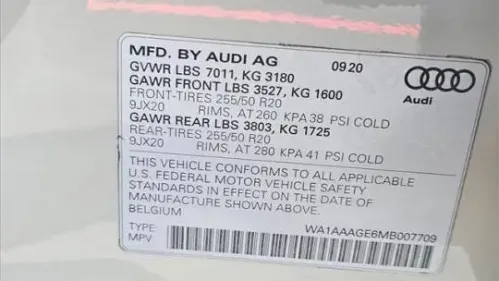 MFD. BY AUDI AG 09 20
GVWR LBS 7011, KG 3180
GAWR FRONT LBS 3527, KG 1600
FRONT-TIRES 255/50 R20
9JX20 RIMS, AT 260 KPA 38 PSI COLD
GAWR REAR LBS 3803, KG 1725
REAR-TIRES 255/50 R20
9JX20 RIMS, AT 280 KPA 41 PSI COLD
Audi
THIS VEHICLE CONFORMS TO ALL APPLICABLE
U.S. FEDERAL MOTOR VEHICLE SAFETY
STANDARDS IN EFFECT ON THE DATE OF
MANUFACTURE SHOWN ABOVE.
BELGIUM
TYPE: WA1AAAGE6MB007709
MPV